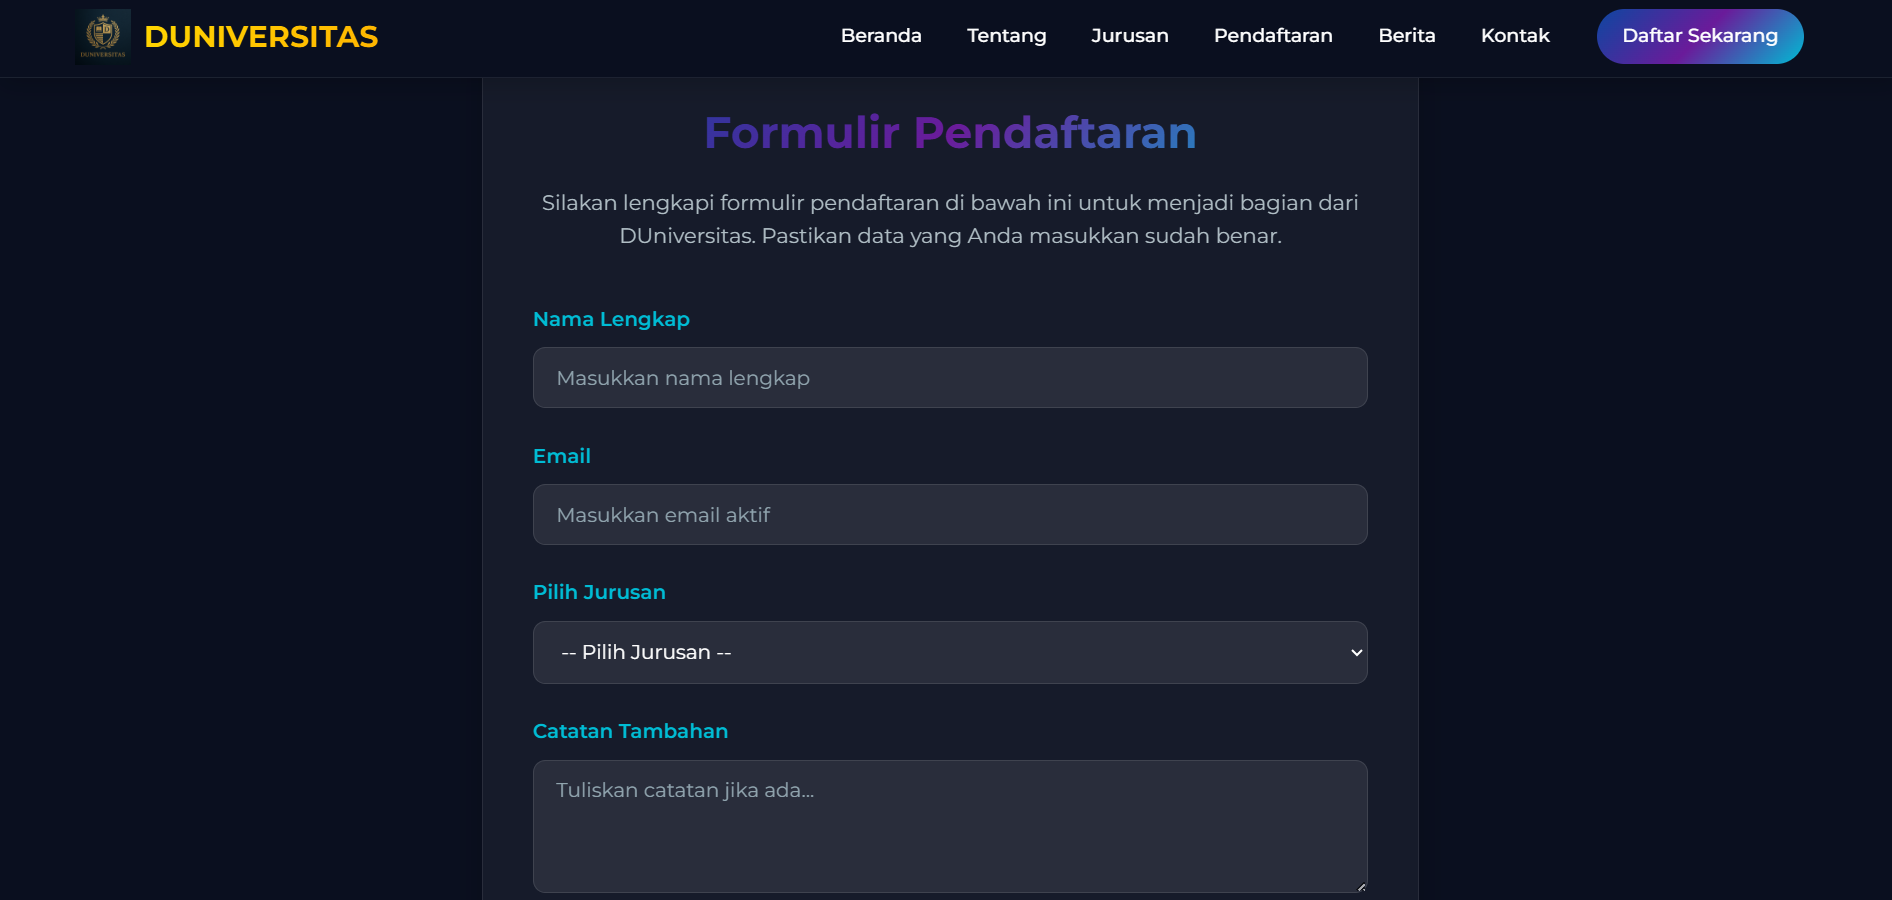 DUNIVERSITAS
DUNIVERSITAS
Beranda
Tentang
Jurusan
Pendaftaran
Berita
Kontak
Daftar Sekarang
Formulir Pendaftaran
Silakan lengkapi formulir pendaftaran di bawah ini untuk menjadi bagian dari
DUniversitas. Pastikan data yang Anda masukkan sudah benar.
Nama Lengkap
Masukkan nama lengkap
Email
Masukkan email aktif
Pilih Jurusan
-- Pilih Jurusan --
Catatan Tambahan
Tuliskan catatan jika ada...